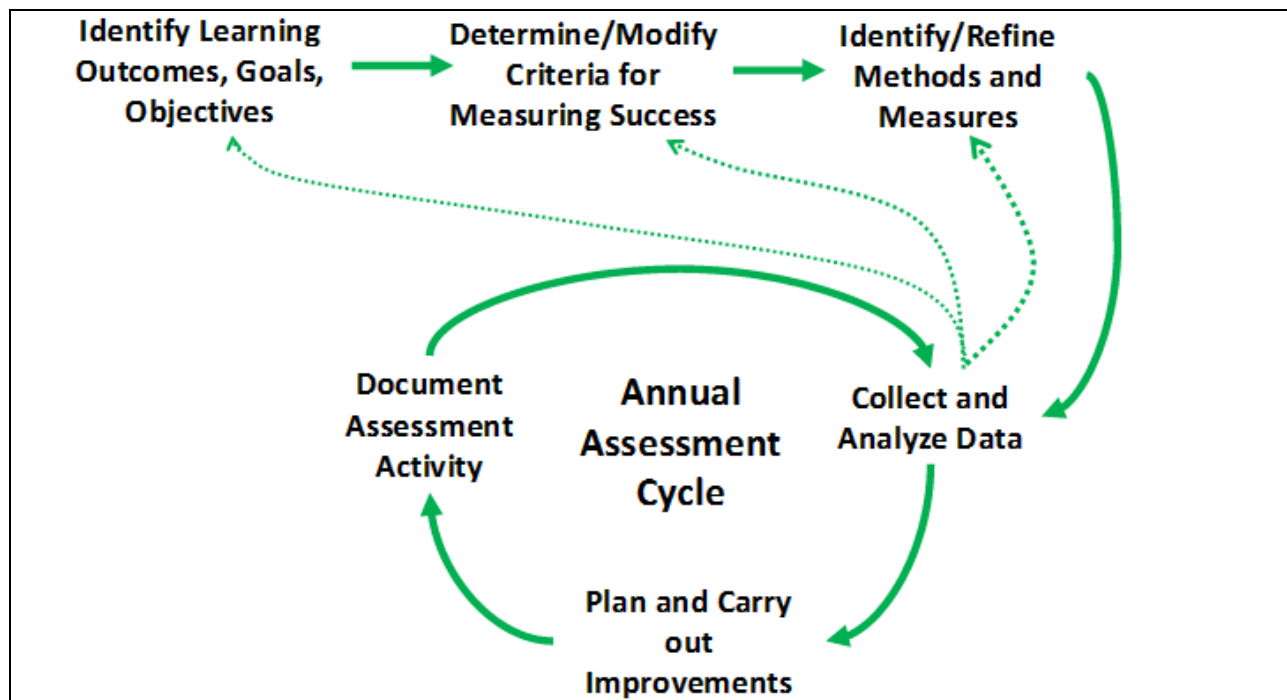 Identify Learning
Outcomes, Goals,
Objectives
Determine/Modify
Criteria for
Measuring Success
Identify/Refine
Methods and
Measures
Document
Assessment
Activity
Annual
Assessment
Cycle
Collect and
Analyze Data
Plan and Carry
out
Improvements